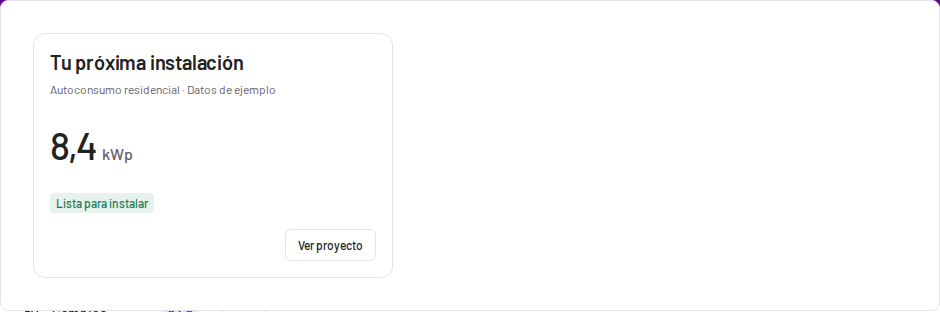 Tu próxima instalación
Autoconsumo residencial · Datos de ejemplo
8,4 kWp
Lista para instalar
Ver proyecto